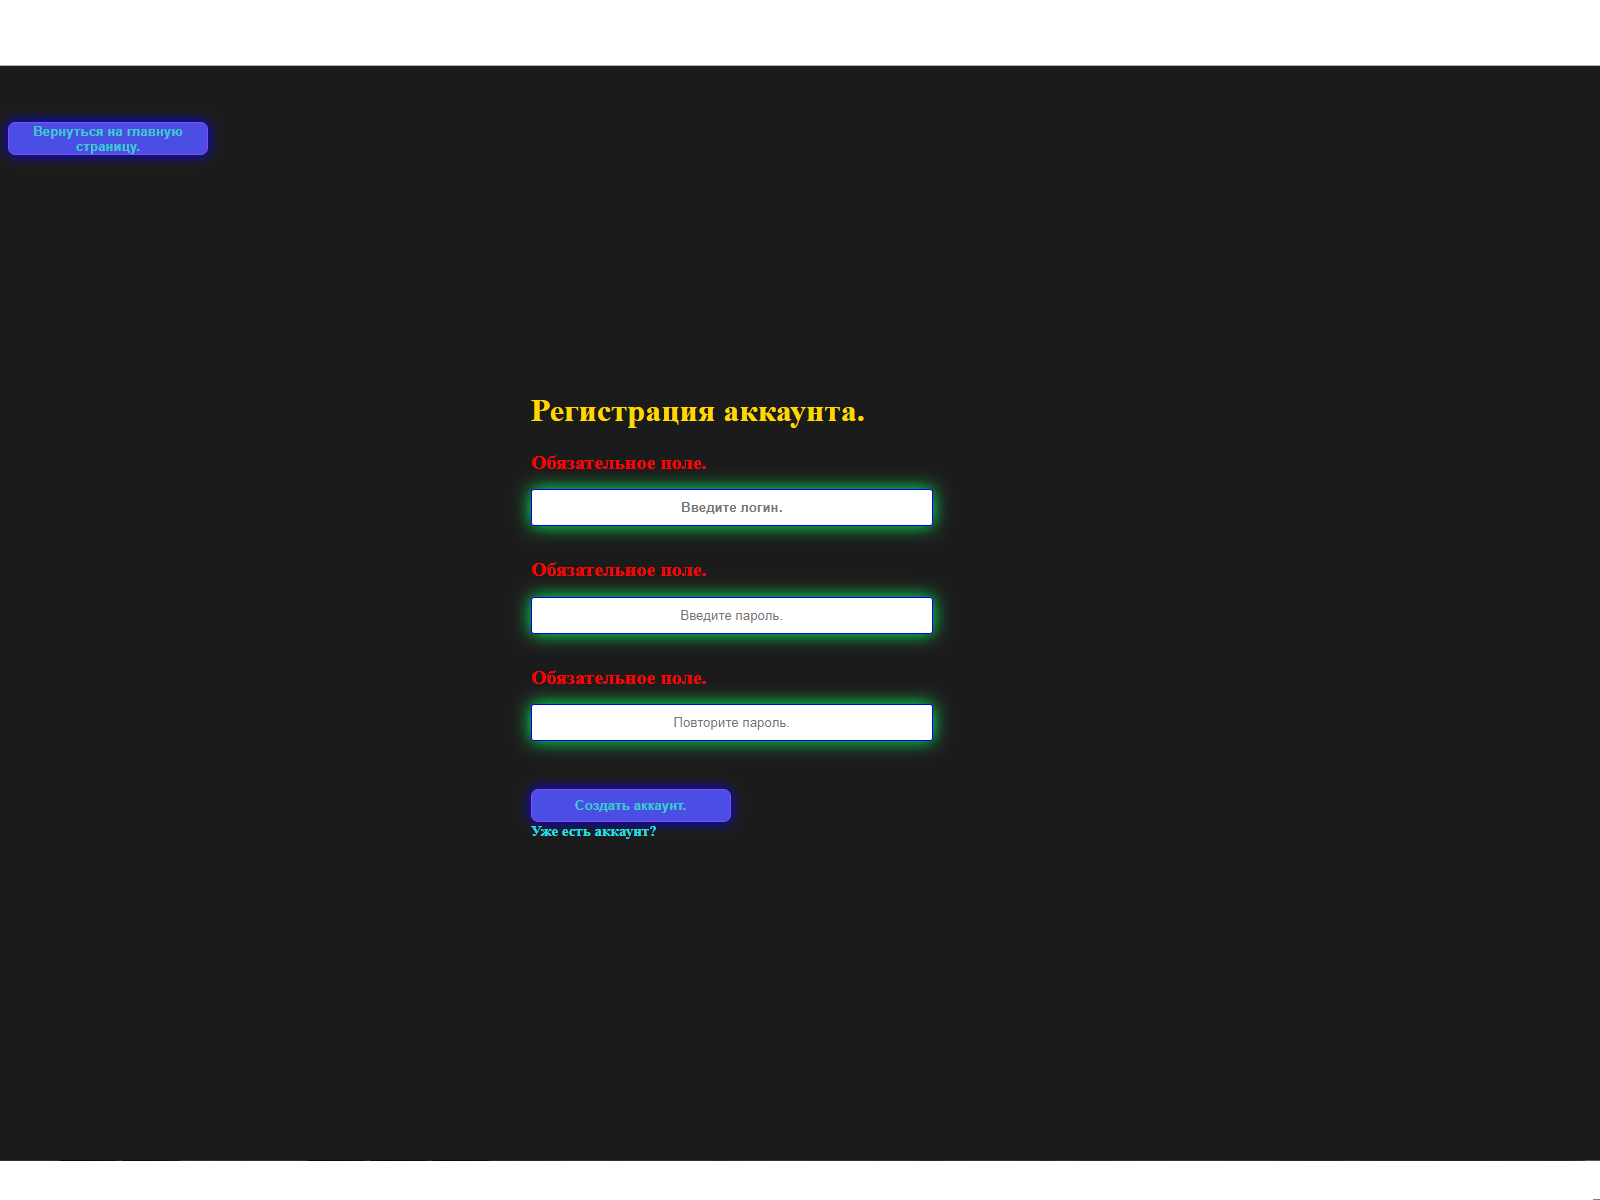 Вернуться на главную
страницу.
Регистрация аккаунта.
Обязательное поле.
Введите логин.
Обязательное поле.
Введите пароль.
Обязательное поле.
Повторите пароль.
Создать аккаунт.
Уже есть аккаунт?